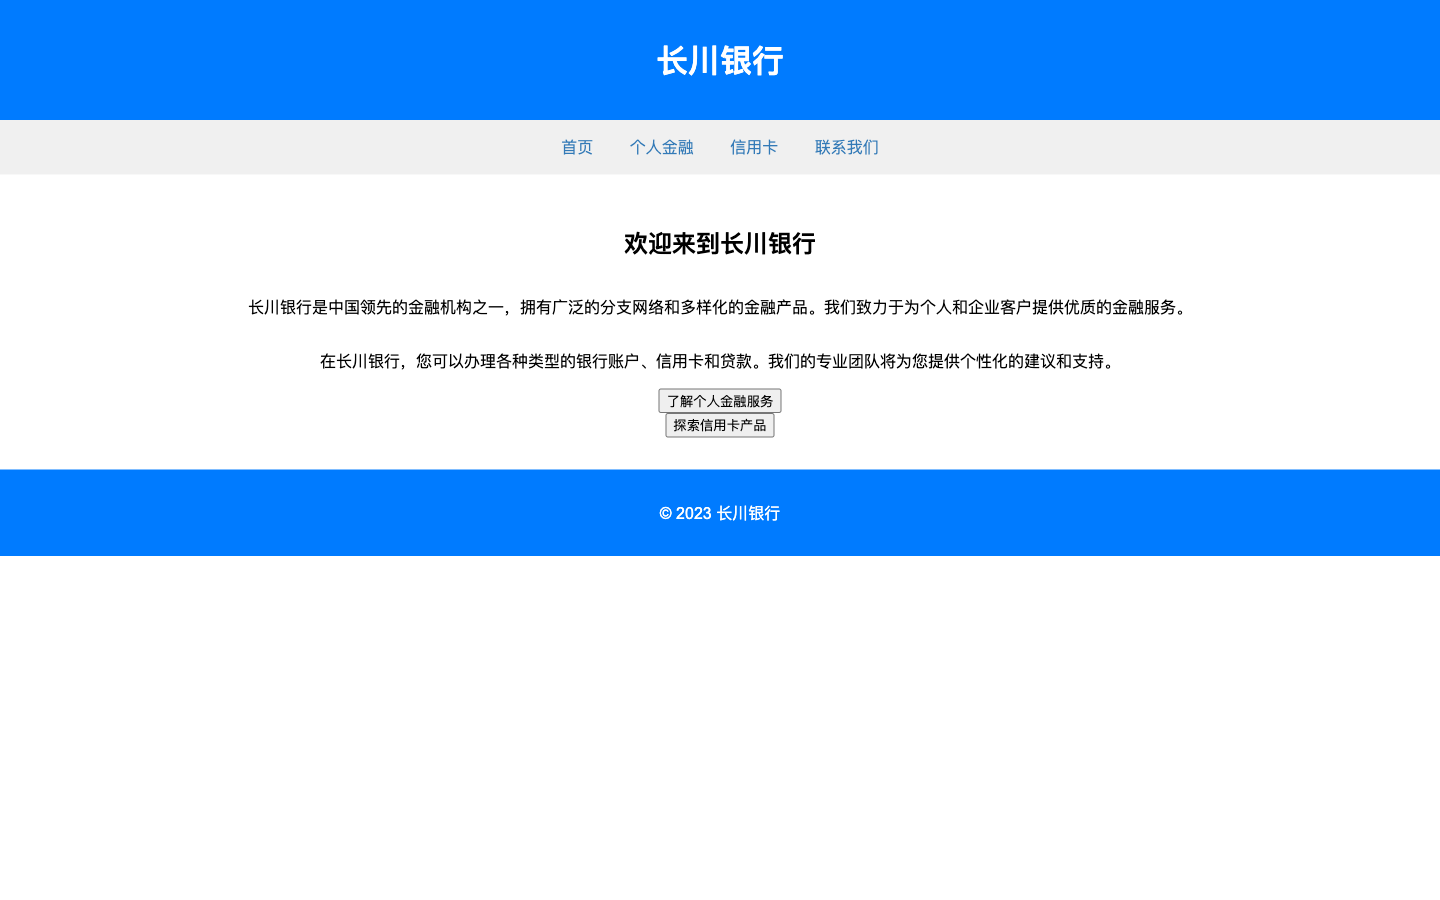 长川银行
首页 个人金融 信用卡 联系我们
欢迎来到长川银行
长川银行是中国领先的金融机构之一，拥有广泛的分支网络和多样化的金融产品。我们致力于为个人和企业客户提供优质的金融服务。
在长川银行，您可以办理各种类型的银行账户、信用卡和贷款。我们的专业团队将为您提供个性化的建议和支持。
了解个人金融服务
探索信用卡产品
© 2023 长川银行